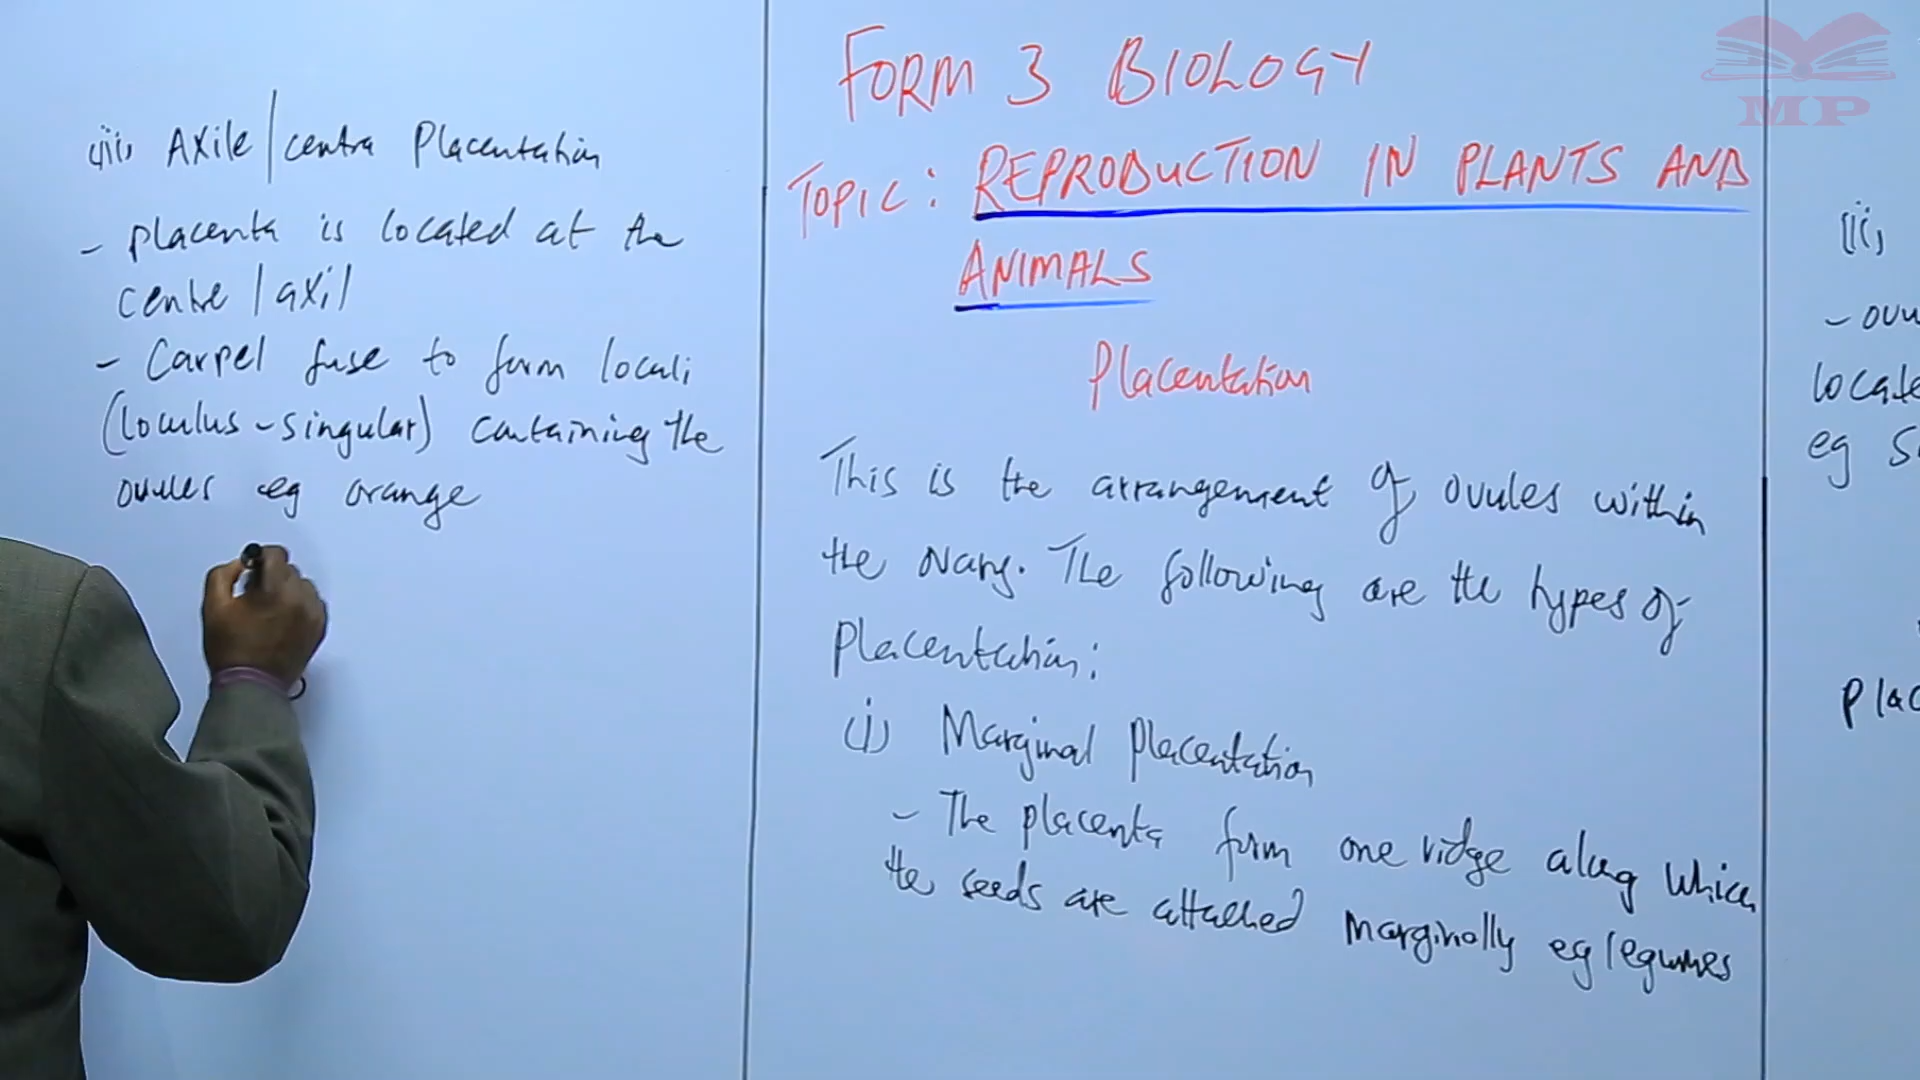 FORM 3 BIOLOGY
TOPIC: REPRODUCTION IN PLANTS AND
ANIMALS
Placentation
This is the arrangement of ovules within
the ovary. The following are the types of
Placentation:
(i) Marginal placentation
- The placenta form one ridge along which
the seeds are attached marginally eg legumes
(iii) Axile/centra Placentation
- placenta is located at the
centre/axil
- Carpel fuse to form locali
(loculus - singular) containing the
ovules eg orange
(ii)
- ovu
locate
eg S
plac
MP